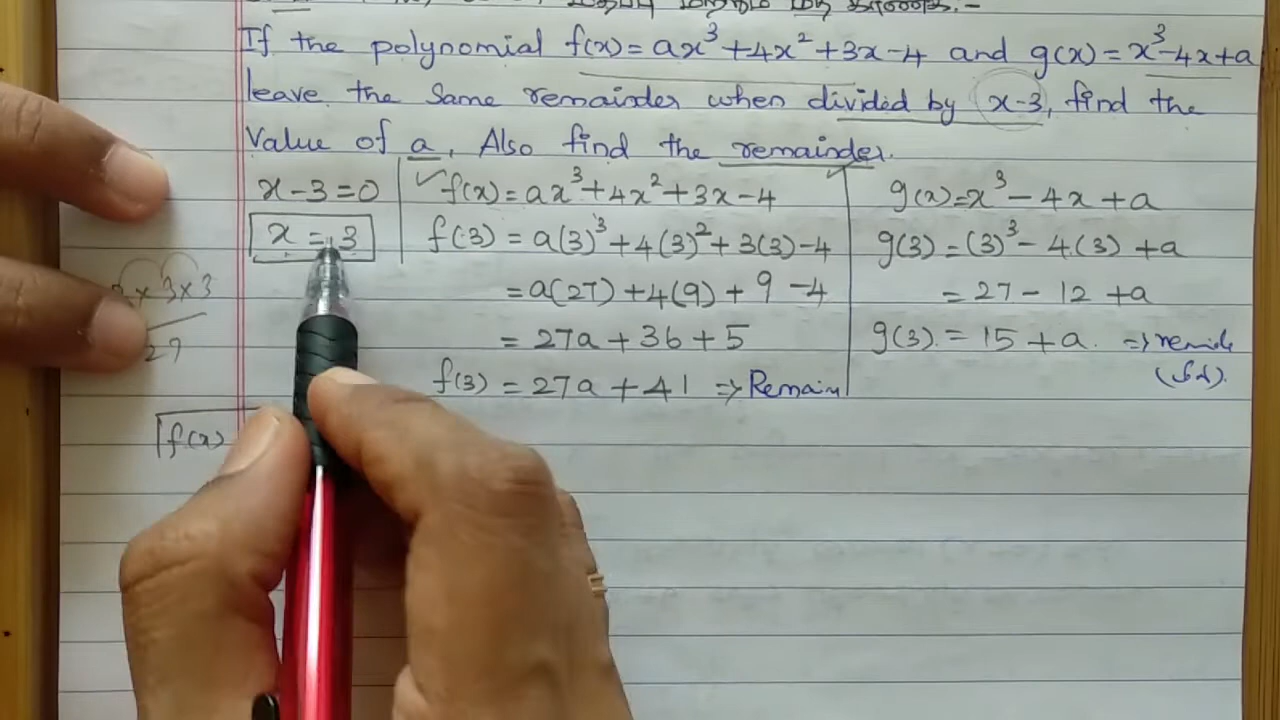 If the polynomial f(x) = ax³ + 4x² + 3x - 4 and g(x) = x³ - 4x + a
leave the same remainder when divided by x-3, find the
Value of a. Also find the remainder.
x - 3 = 0
x = 3
3 x 3
27
f(x)
f(x) = ax³ + 4x² + 3x - 4
f(3) = a(3)³ + 4(3)² + 3(3) - 4
= a(27) + 4(9) + 9 - 4
= 27a + 36 + 5
f(3) = 27a + 41 => Remain
g(x) = x³ - 4x + a
g(3) = (3)³ - 4(3) + a
= 27 - 12 + a
g(3) = 15 + a. =>